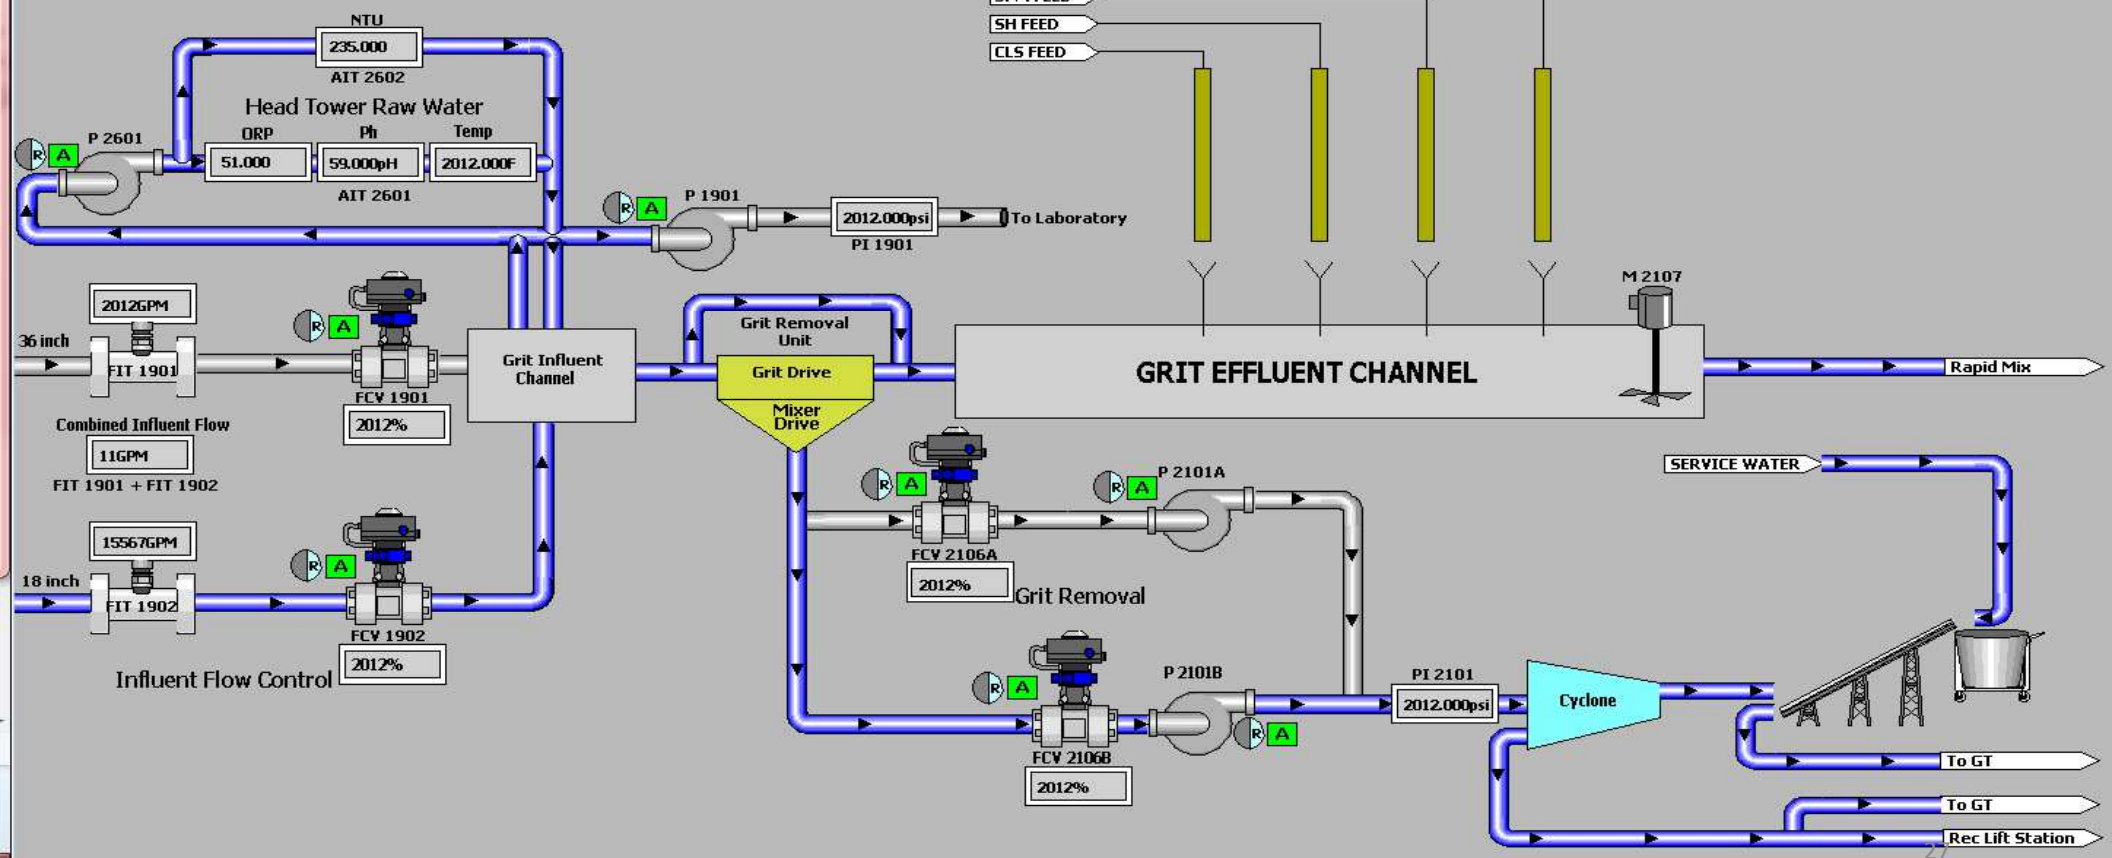 SH FEED
CLS FEED
NTU
235.000
AIT 2602
Head Tower Raw Water
ORP
Ph
Temp
51.000
59.000pH
2012.000F
AIT 2601
P 2601
R
A
R
A
P 1901
2012.000psi
PI 1901
To Laboratory
2012GPM
36 inch
FIT 1901
R
A
FCV 1901
2012%
Combined Influent Flow
11GPM
FIT 1901 + FIT 1902
15567GPM
18 inch
FIT 1902
R
A
FCV 1902
2012%
Influent Flow Control
Grit Influent
Channel
Grit Removal
Unit
Grit Drive
Mixer
Drive
GRIT EFFLUENT CHANNEL
M 2107
Rapid Mix
SERVICE WATER
R
A
FCV 2106A
2012%
R
A
P 2101A
Grit Removal
R
A
FCV 2106B
2012%
P 2101B
R
A
PI 2101
2012.000psi
Cyclone
To GT
To GT
Rec Lift Station
27